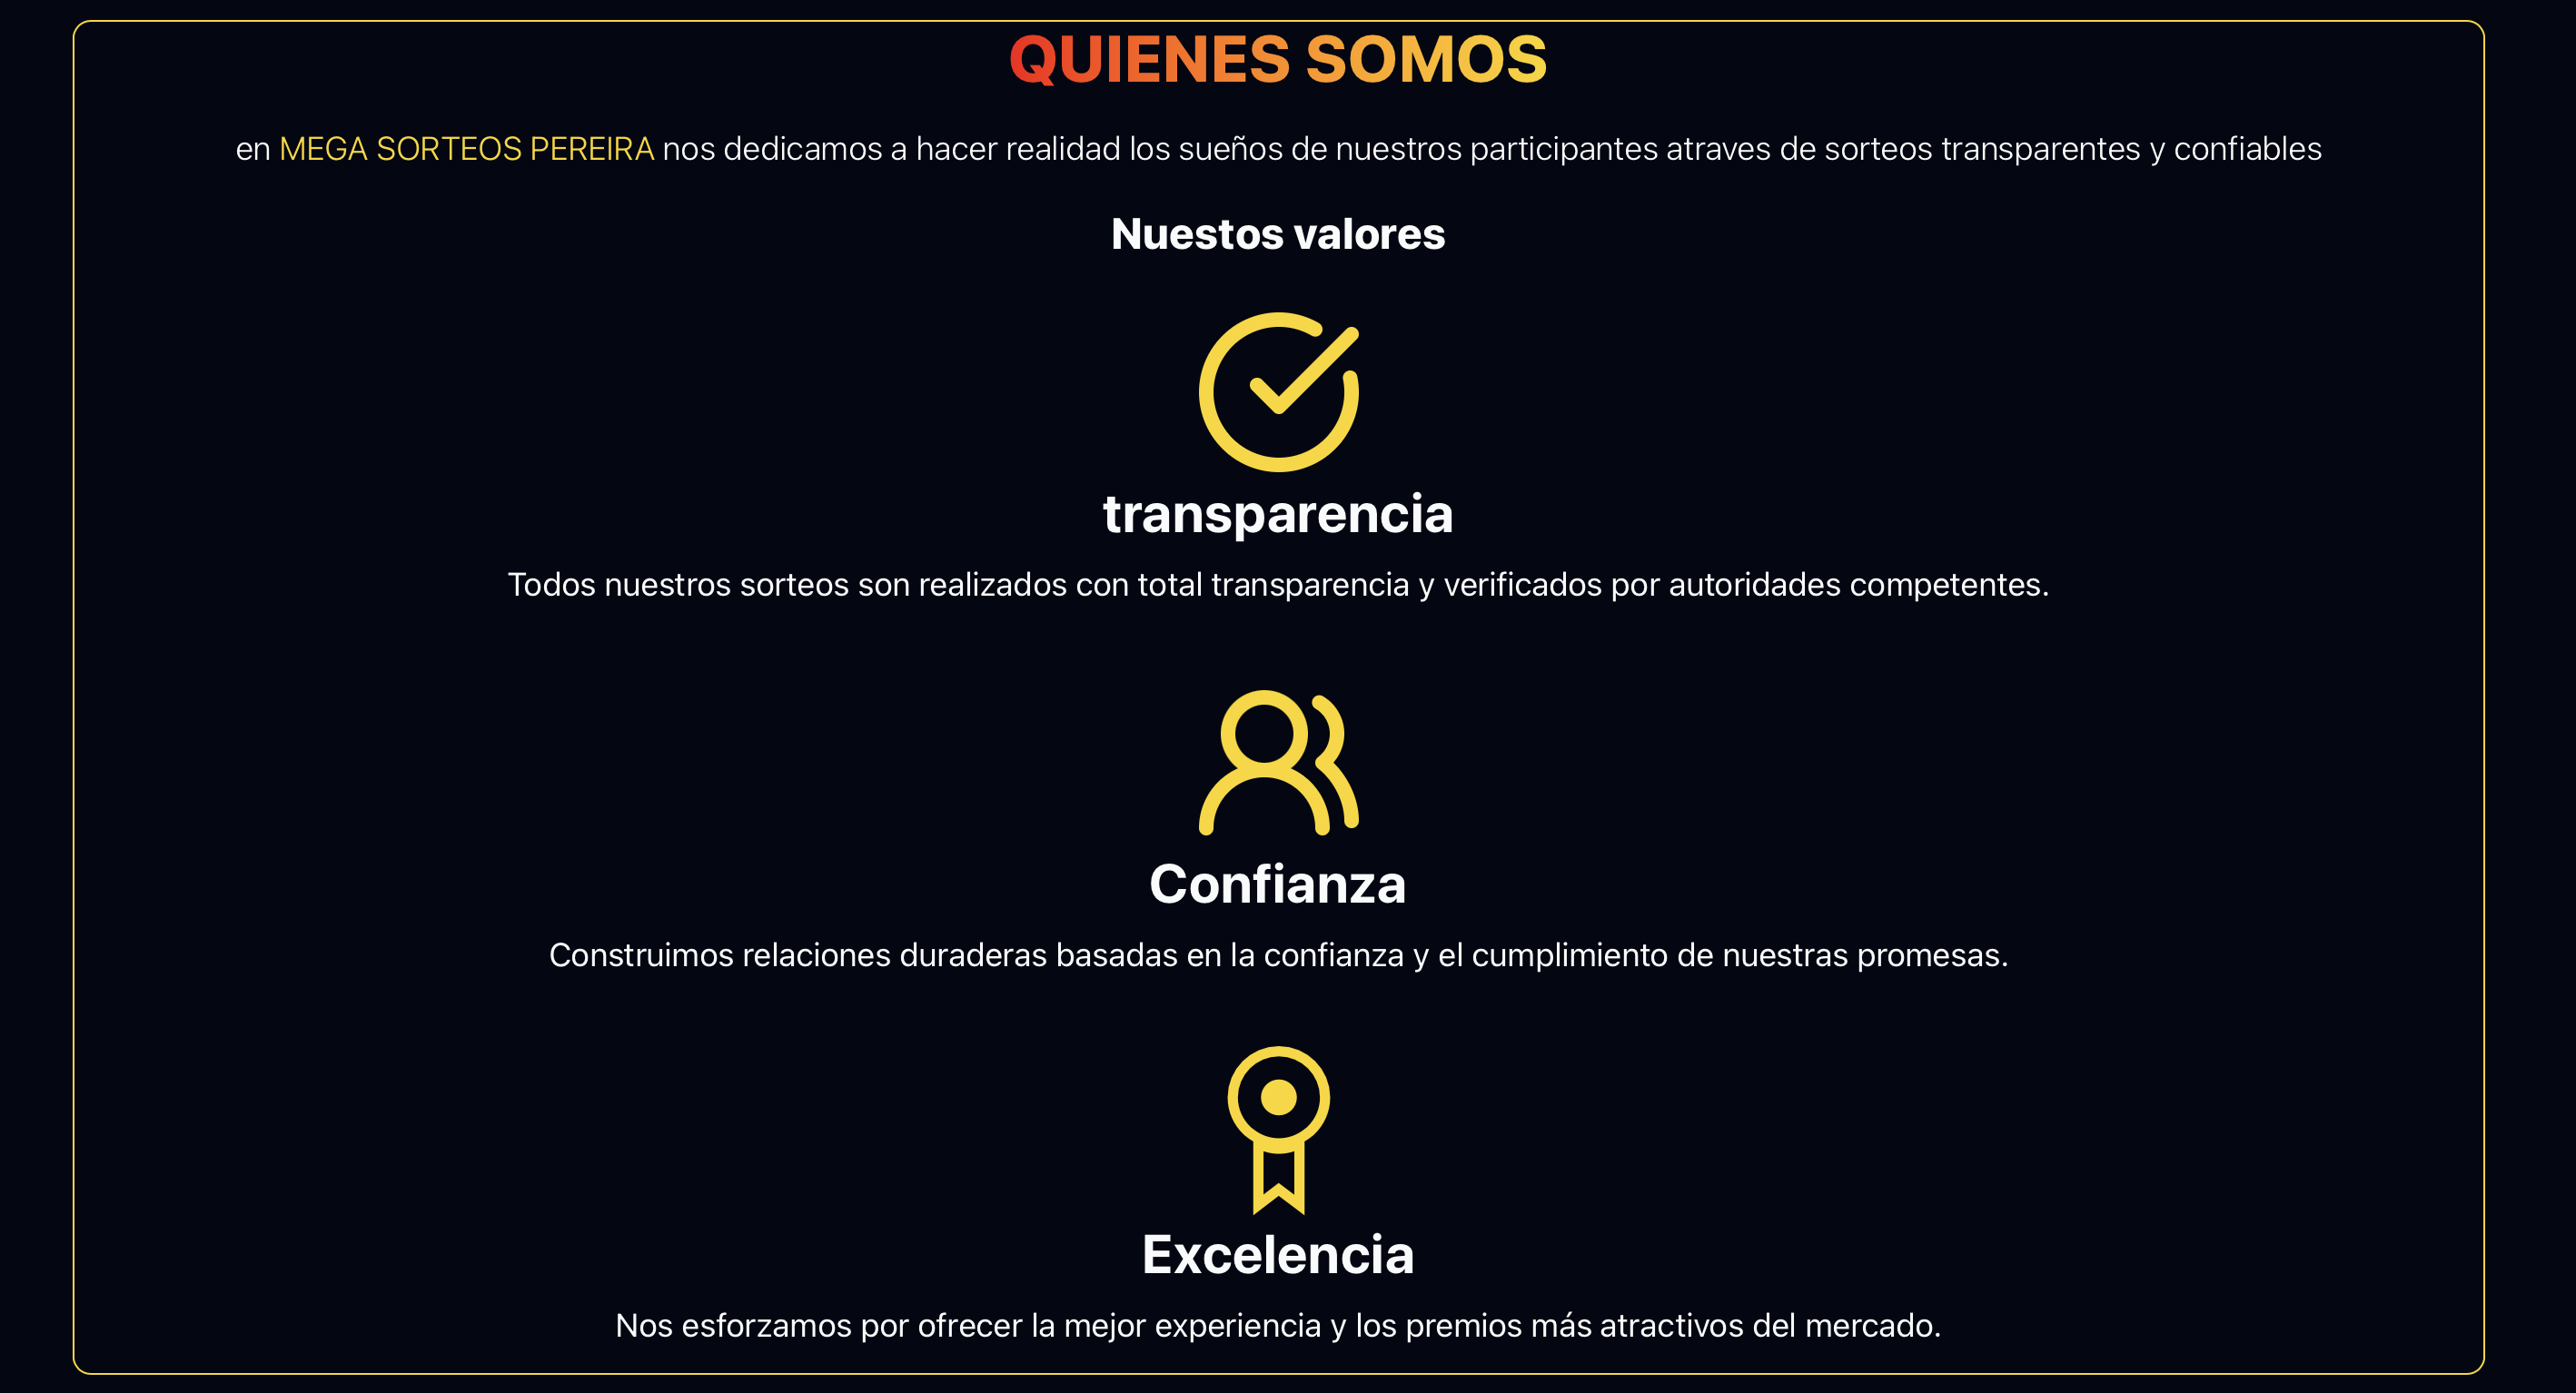 QUIENES SOMOS
en MEGA SORTEOS PEREIRA nos dedicamos a hacer realidad los sueños de nuestros participantes atraves de sorteos transparentes y confiables
Nuestos valores
transparencia
Todos nuestros sorteos son realizados con total transparencia y verificados por autoridades competentes.
Confianza
Construimos relaciones duraderas basadas en la confianza y el cumplimiento de nuestras promesas.
Excelencia
Nos esforzamos por ofrecer la mejor experiencia y los premios más atractivos del mercado.